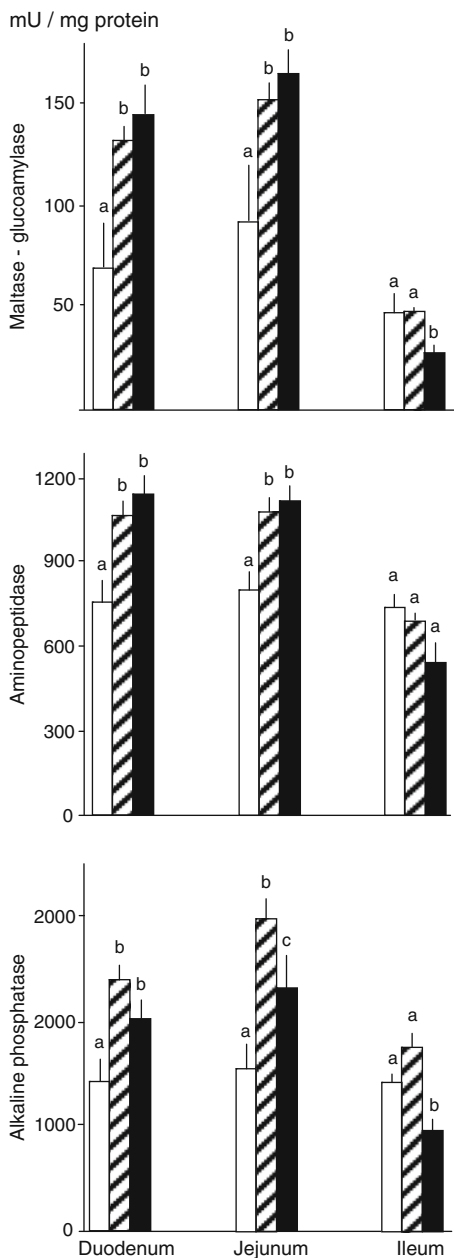 mU / mg protein
b
b
b
b
150
a
a
100
Maltase - glucoamylase
a
a
50
b
1200
b
b
b
b
a
a
900
a
a
a
Aminopeptidase
600
300
0
b
2000
b
c
b
a
a
2000
a
a
b
Alkaline phosphatase
1000
0
Duodenum Jejunum Ileum